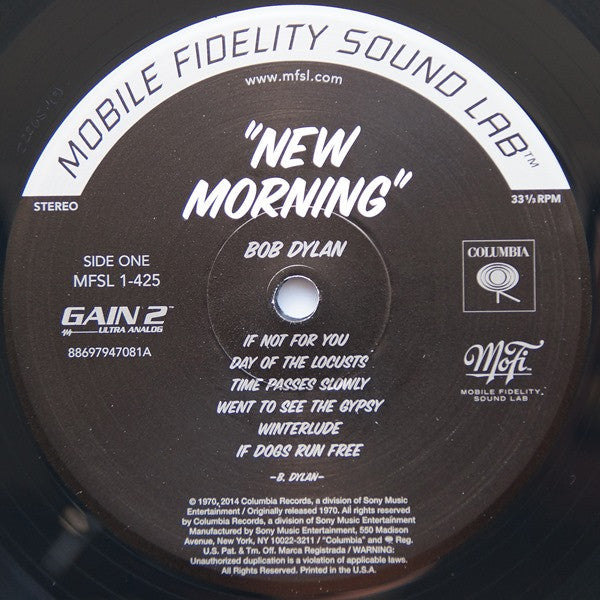 MOBILE FIDELITY SOUND LAB™
www.mfsl.com
"NEW
MORNING"
STEREO
33⅓ RPM
BOB DYLAN
SIDE ONE
MFSL 1-425
COLUMBIA
GAIN 2™
ULTRA ANALOG
88697947081A
IF NOT FOR YOU
DAY OF THE LOCUSTS
TIME PASSES SLOWLY
WENT TO SEE THE GYPSY
WINTERLUDE
IF DOGS RUN FREE
–B. DYLAN–
MoFi
MOBILE FIDELITY
SOUND LAB
© 1970, 2014 Columbia Records, a division of Sony Music
Entertainment / Originally released 1970. All rights reserved
by Columbia Records, a division of Sony Music Entertainment
Manufactured by Sony Music Entertainment, 550 Madison
Avenue, New York, NY 10022-3211 / "Columbia" and Reg.
U.S. Pat. & Tm. Off. Marca Registrada / WARNING:
Unauthorized duplication is a violation of applicable laws.
All Rights Reserved. Printed in the U.S.A.